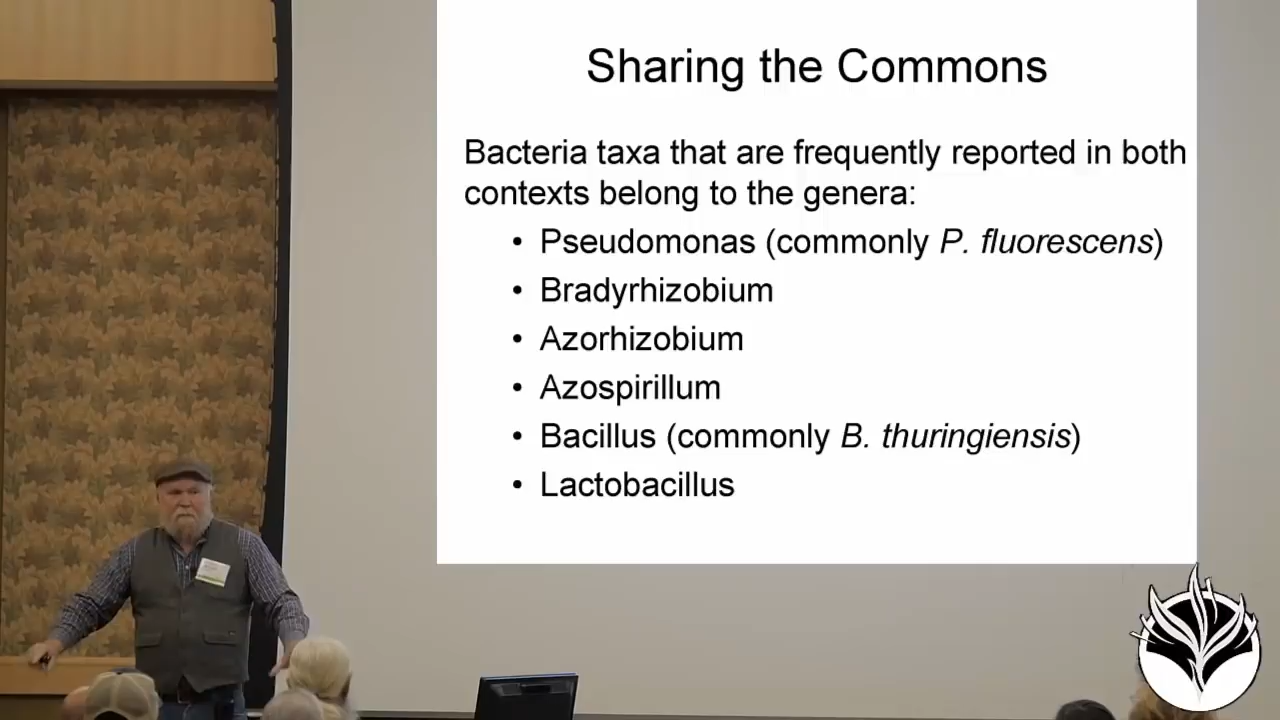 Sharing the Commons
Bacteria taxa that are frequently reported in both
contexts belong to the genera:
• Pseudomonas (commonly P. fluorescens)
• Bradyrhizobium
• Azorhizobium
• Azospirillum
• Bacillus (commonly B. thuringiensis)
• Lactobacillus